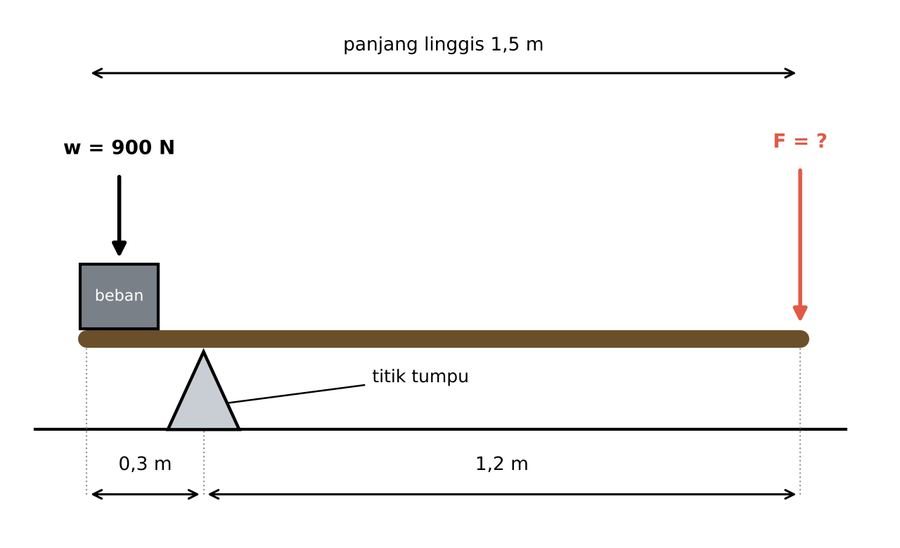 panjang linggis 1,5 m
w = 900 N
F = ?
beban
titik tumpu
0,3 m
1,2 m